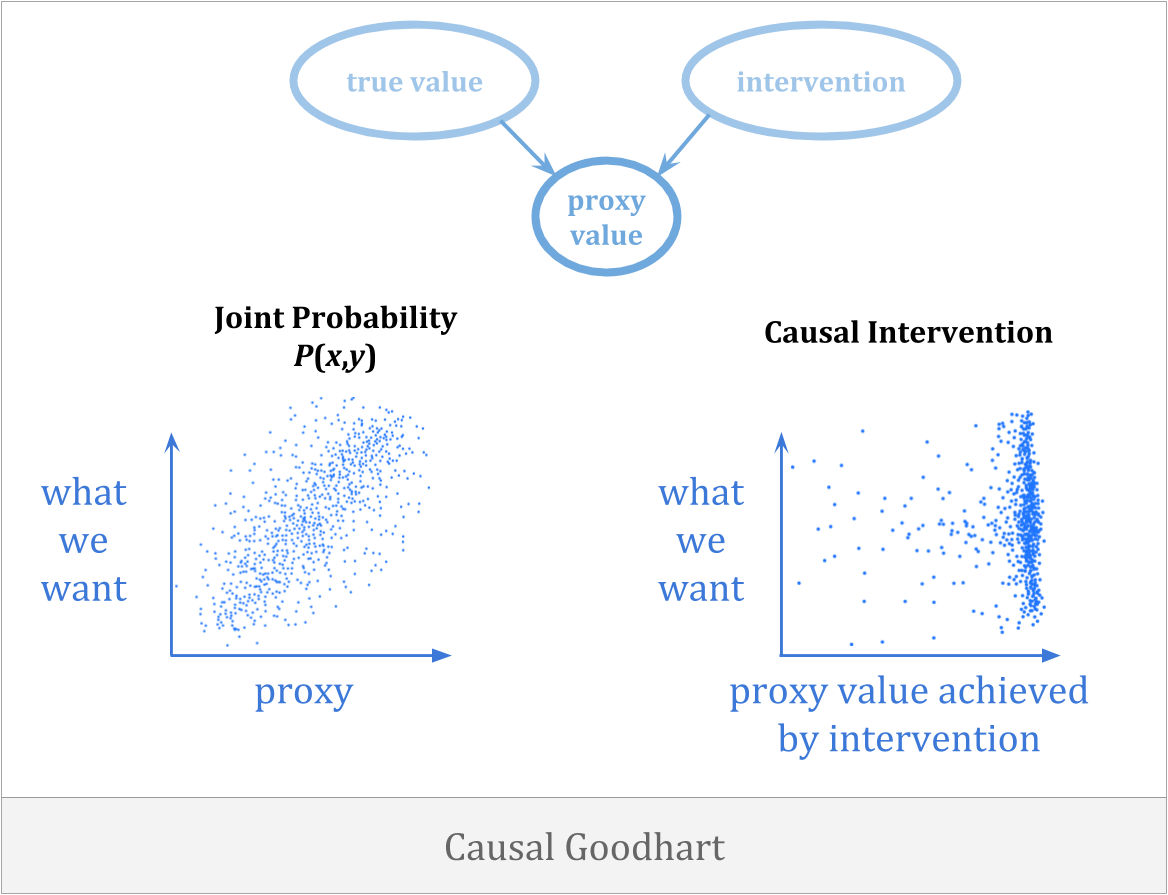 true value
intervention
proxy
value
Joint Probability
P(x,y)
Causal Intervention
what
we
want
proxy
what
we
want
proxy value achieved
by intervention
Causal Goodhart